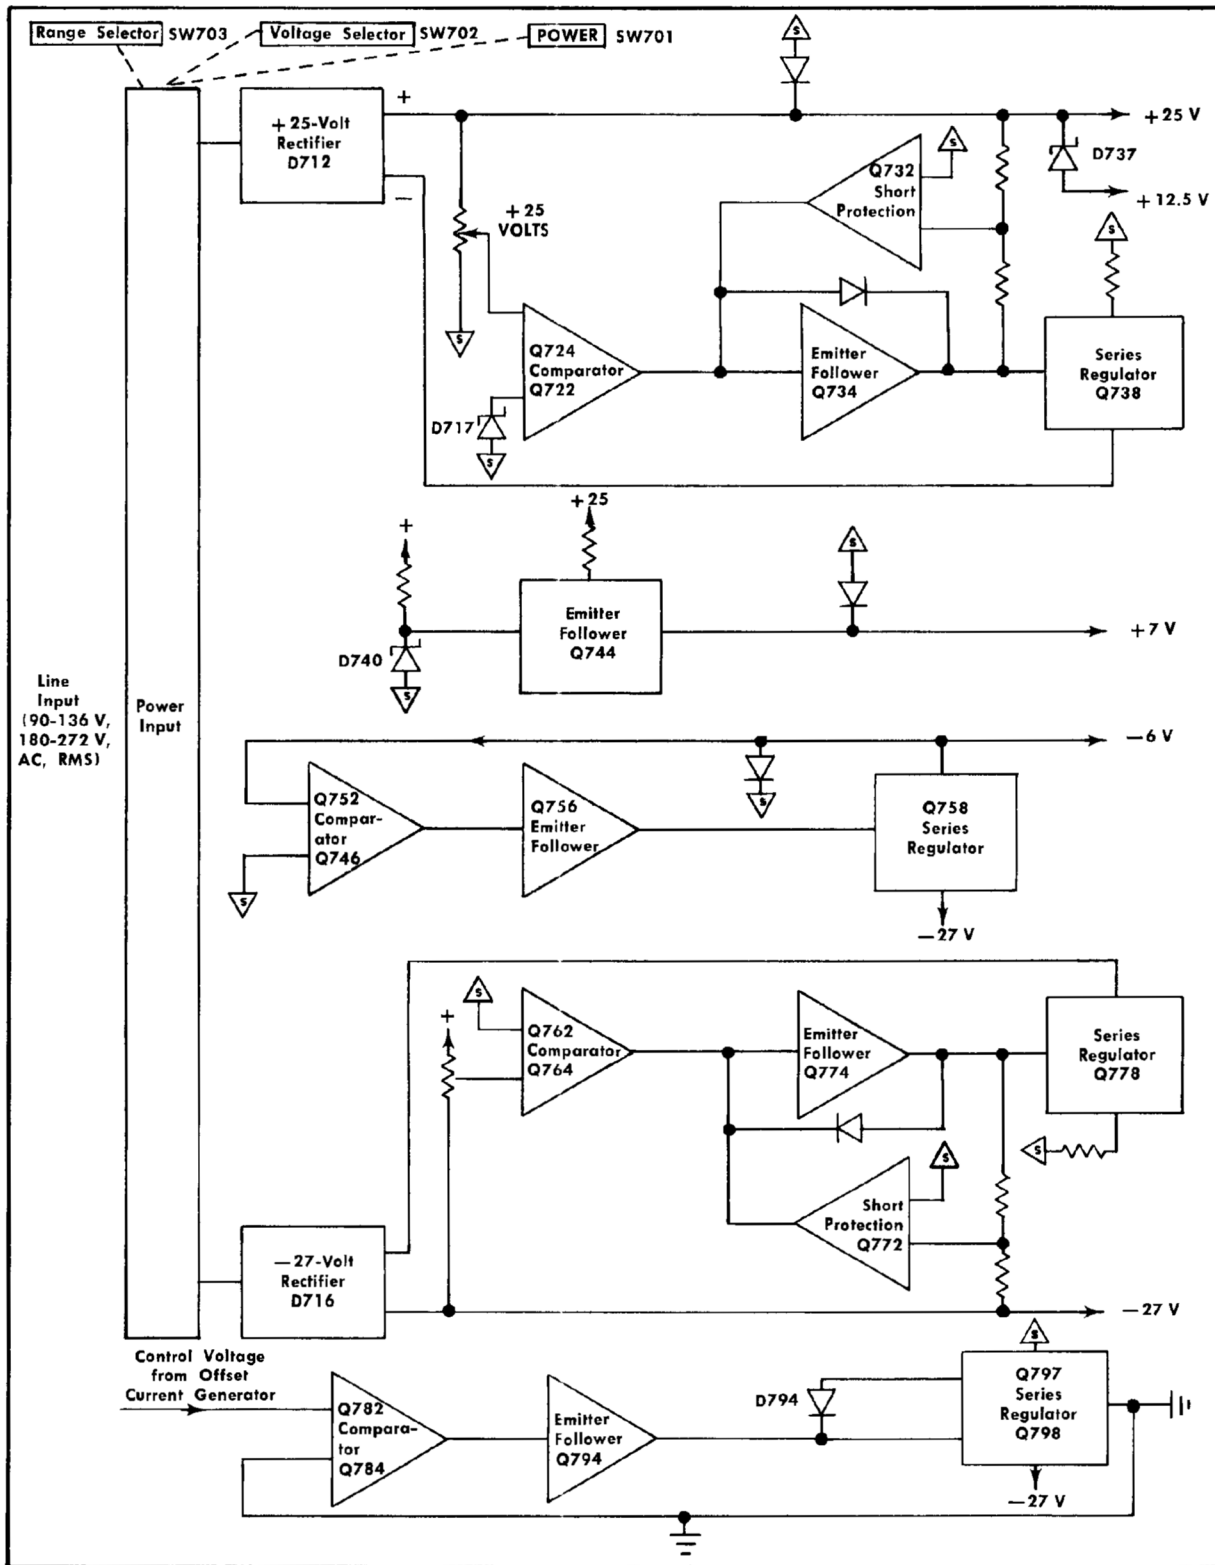 Range Selector SW703
Voltage Selector SW702
POWER SW701
S
+25-Volt
Rectifier
D712
+
−
+25 V
D737
+12.5 V
S
Q732
Short
Protection
S
+25
VOLTS
S
Q724
Comparator
Q722
D717
S
Emitter
Follower
Q734
Series
Regulator
Q738
+25
+
S
Emitter
Follower
Q744
+7 V
D740
S
Line
Input
(90-136 V,
180-272 V,
AC, RMS)
Power
Input
−6 V
S
Q752
Compar-
ator
Q746
S
Q756
Emitter
Follower
Q758
Series
Regulator
−27 V
S
+
Q762
Comparator
Q764
Emitter
Follower
Q774
Series
Regulator
Q778
S
S
Short
Protection
Q772
−27-Volt
Rectifier
D716
−27 V
S
Control Voltage
from Offset
Current Generator
Q782
Compara-
tor
Q784
Emitter
Follower
Q794
D794
Q797
Series
Regulator
Q798
−27 V